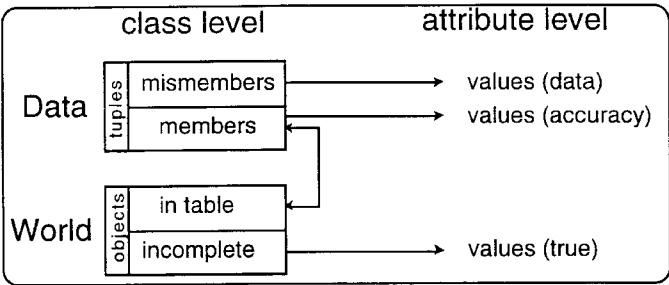 class level
attribute level
Data
tuples
mismembers
values (data)
members
values (accuracy)
World
objects
in table
incomplete
values (true)